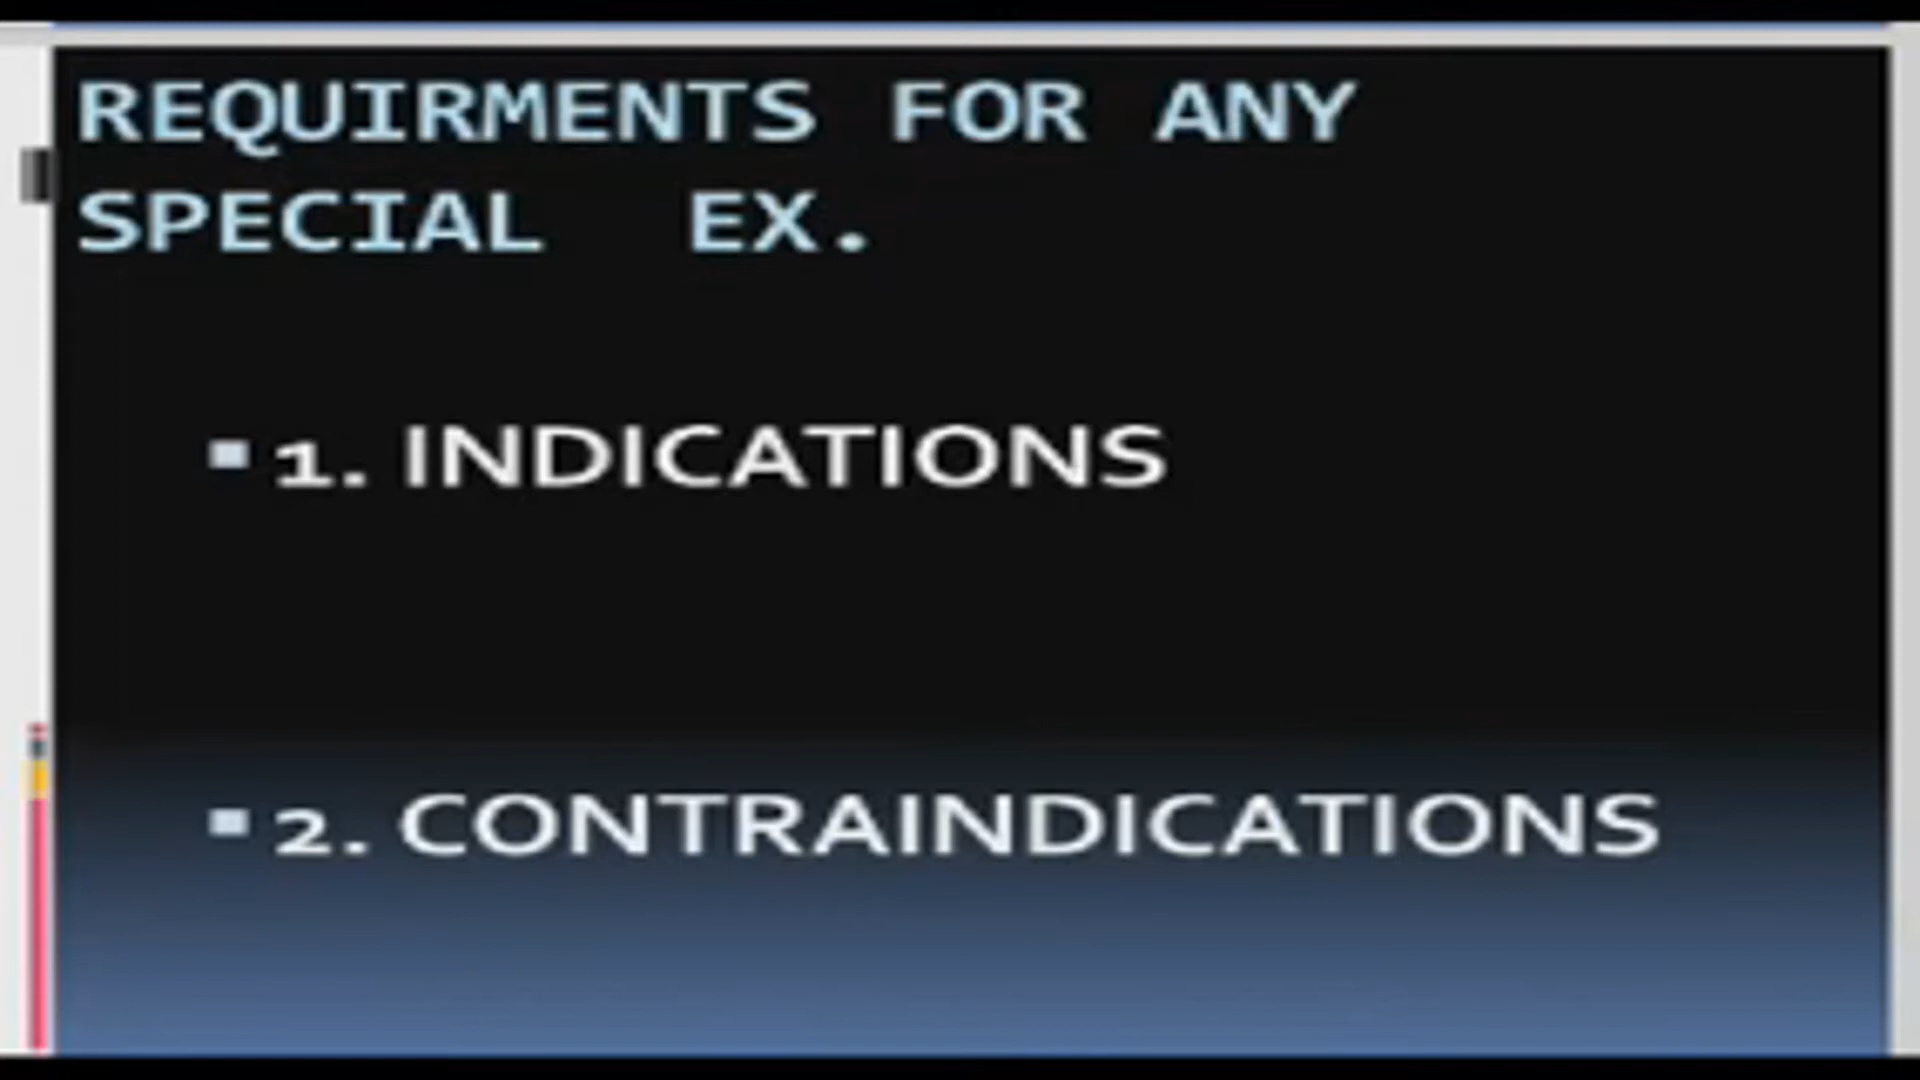 REQUIRMENTS FOR ANY
SPECIAL EX.
1. INDICATIONS
2. CONTRAINDICATIONS